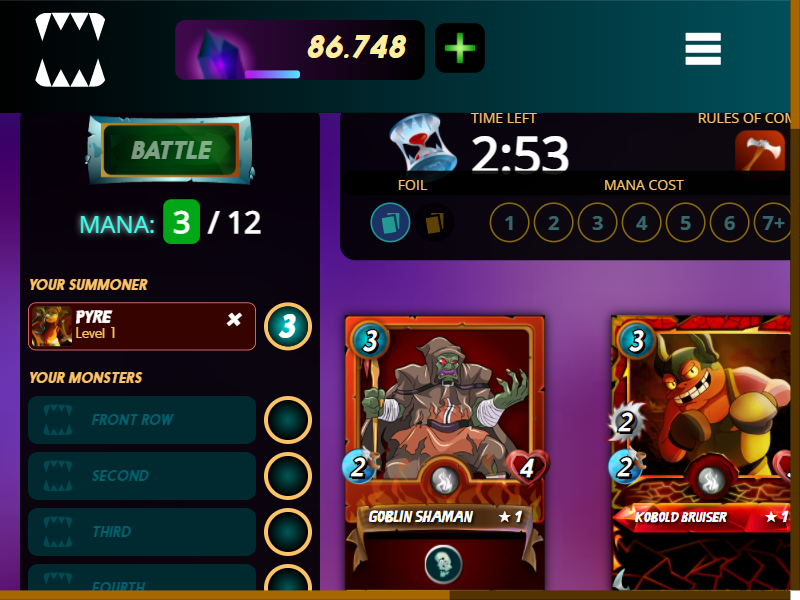 86.748
BATTLE
MANA: 3 / 12
YOUR SUMMONER
PYRE
Level 1
3
YOUR MONSTERS
FRONT ROW
SECOND
THIRD
FOURTH
TIME LEFT
2:53
RULES OF COM
FOIL
MANA COST
1 2 3 4 5 6 7+
3
2
4
GOBLIN SHAMAN ★ 1
3
2
2
KOBOLD BRUISER ★ 1